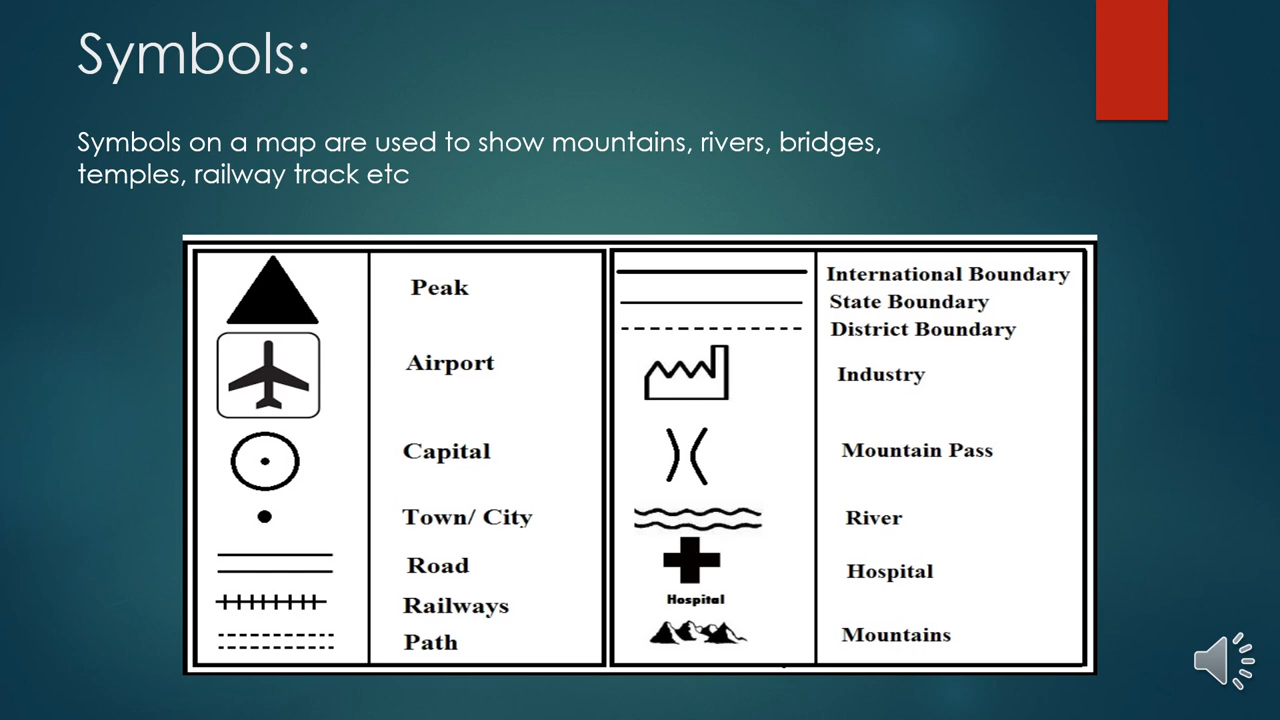 Symbols:
Symbols on a map are used to show mountains, rivers, bridges,
temples, railway track etc
Peak
Airport
Capital
Town/ City
Road
Railways
Path
International Boundary
State Boundary
District Boundary
Industry
Mountain Pass
River
Hospital
Hospital
Mountains